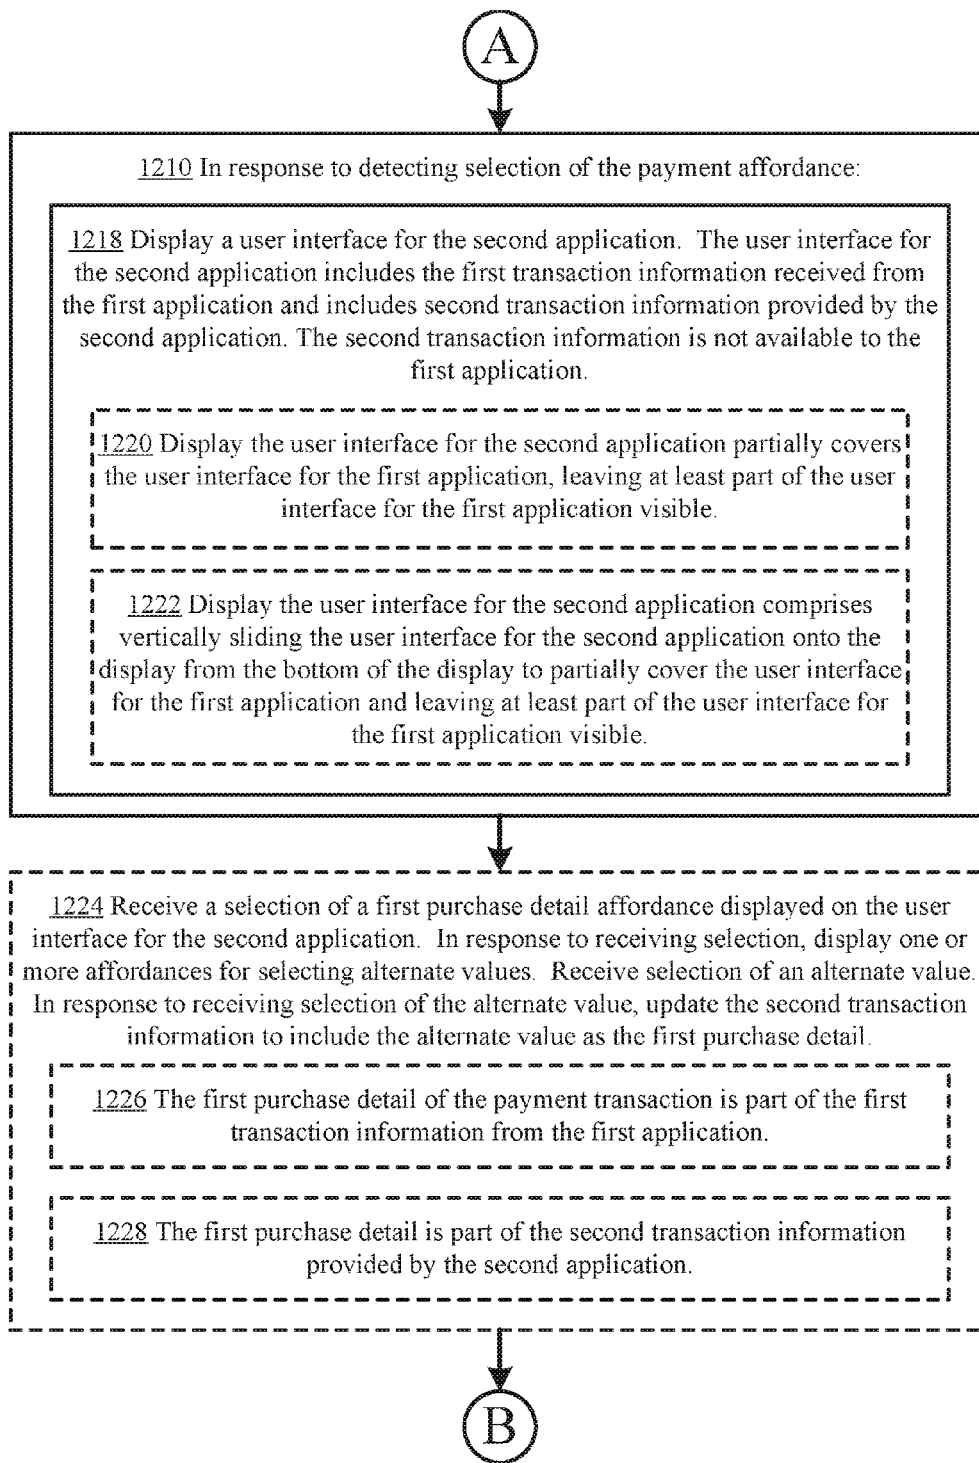 A
1210 In response to detecting selection of the payment affordance:
1218 Display a user interface for the second application. The user interface for
the second application includes the first transaction information received from
the first application and includes second transaction information provided by the
second application. The second transaction information is not available to the
first application.
1220 Display the user interface for the second application partially covers
the user interface for the first application, leaving at least part of the user
interface for the first application visible.
1222 Display the user interface for the second application comprises
vertically sliding the user interface for the second application onto the
display from the bottom of the display to partially cover the user interface
for the first application and leaving at least part of the user interface for
the first application visible.
1224 Receive a selection of a first purchase detail affordance displayed on the user
interface for the second application. In response to receiving selection, display one or
more affordances for selecting alternate values. Receive selection of an alternate value.
In response to receiving selection of the alternate value, update the second transaction
information to include the alternate value as the first purchase detail.
1226 The first purchase detail of the payment transaction is part of the first
transaction information from the first application.
1228 The first purchase detail is part of the second transaction information
provided by the second application.
B